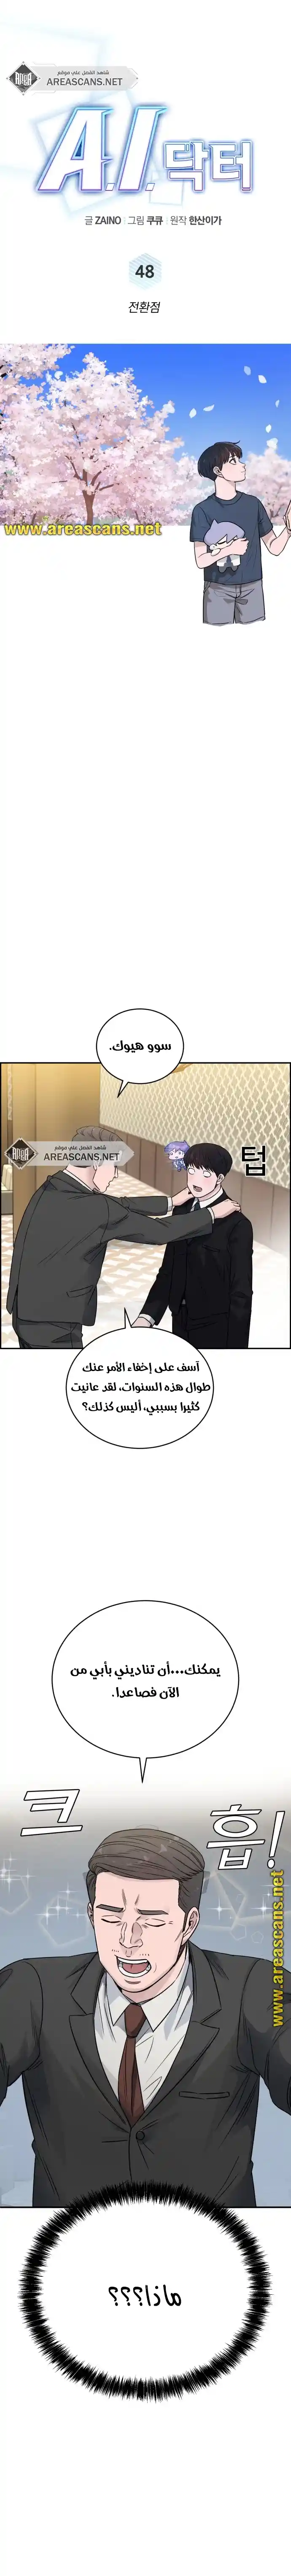 شاهد الفصل على موقع
AREASCANS.NET
A.I. 닥터
글 ZAINO : 그림 쿠큐 : 원작 한산이가
48
전환점
www.areascans.net
سوو هيوك.
شاهد الفصل على موقع
AREASCANS.NET
텁
آسف على إخفاء الأمر عنك
طوال هذه السنوات، لقد عانيت
كثيرا بسببي، أليس كذلك؟
يمكنك...أن تناديني بأبي من
الآن فصاعدا.
크
흡!
www.areascans.net
ماذا؟؟؟